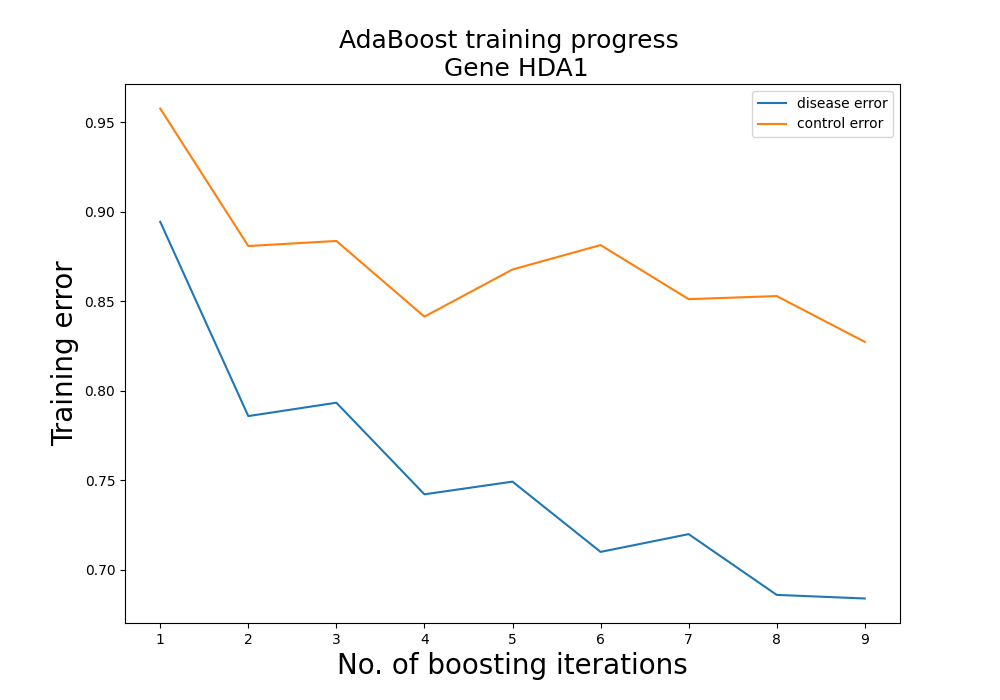 AdaBoost training progress
Gene HDA1
disease error
control error
0.95
0.90
0.85
0.80
0.75
0.70
Training error
1 2 3 4 5 6 7 8 9
No. of boosting iterations